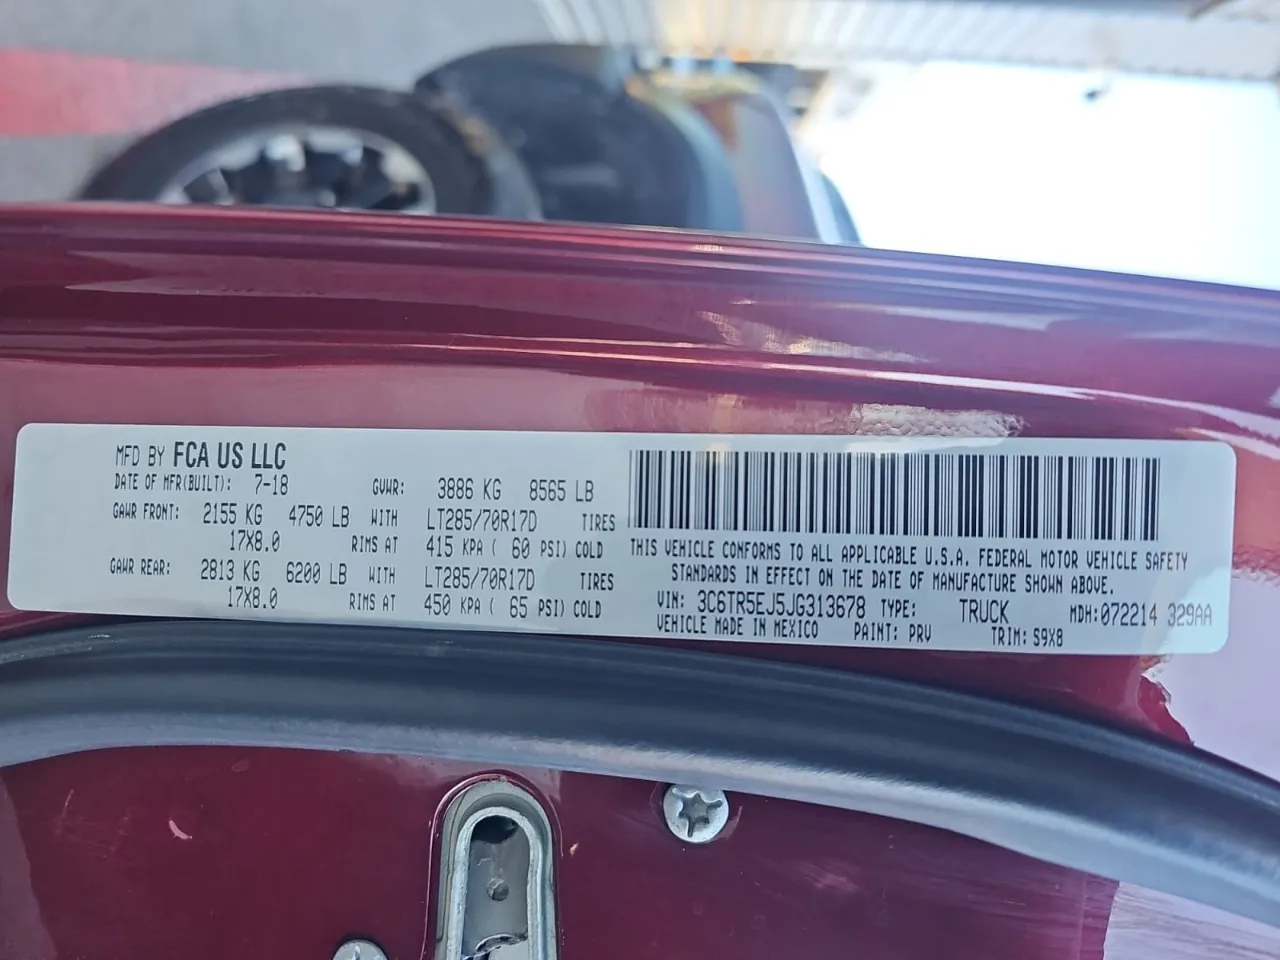 MFD BY FCA US LLC
DATE OF MFR(BUILT): 7-18 GVWR: 3886 KG 8565 LB
GAWR FRONT: 2155 KG 4750 LB WITH LT285/70R17D TIRES
17X8.0 RIMS AT 415 KPA ( 60 PSI) COLD
GAWR REAR: 2813 KG 6200 LB WITH LT285/70R17D TIRES
17X8.0 RIMS AT 450 KPA ( 65 PSI) COLD
THIS VEHICLE CONFORMS TO ALL APPLICABLE U.S.A. FEDERAL MOTOR VEHICLE SAFETY
STANDARDS IN EFFECT ON THE DATE OF MANUFACTURE SHOWN ABOVE.
VIN: 3C6TR5EJ5JG313678 TYPE: TRUCK MDH:072214 329AA
VEHICLE MADE IN MEXICO PAINT: PRV TRIM: S9X8